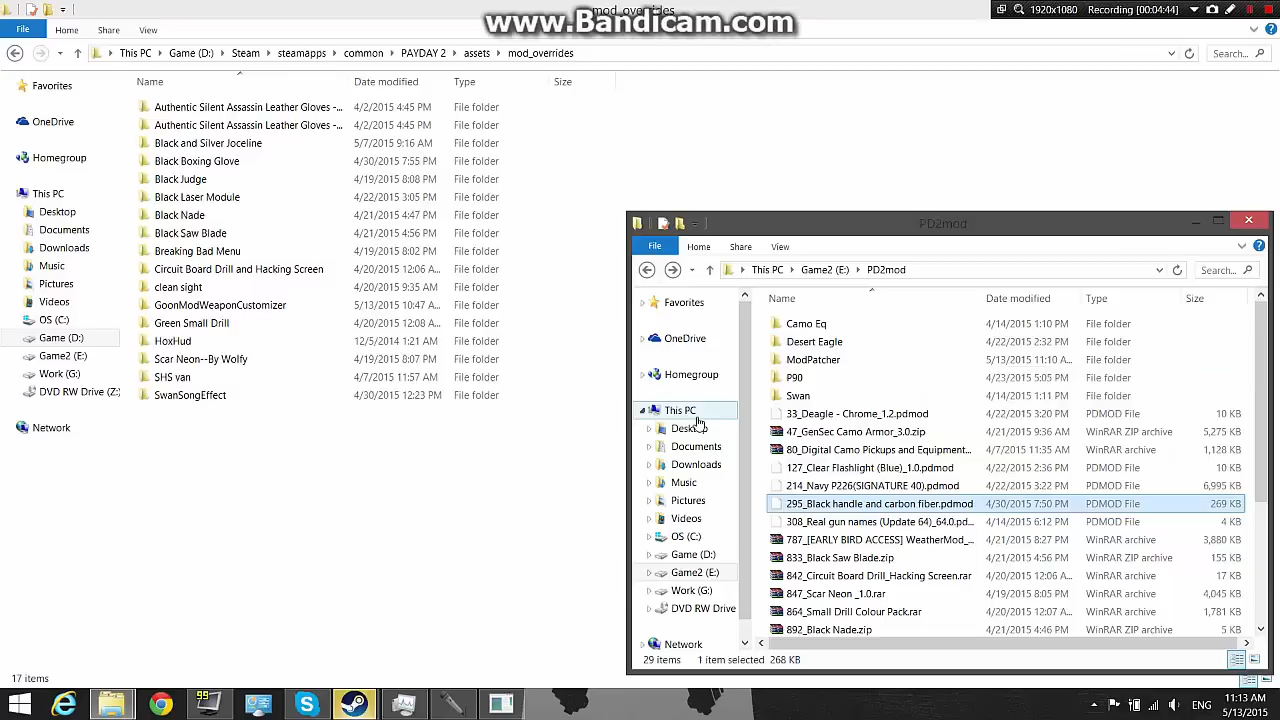 mod_overrides
www.Bandicam.com
1920x1080 Recording [00:04:44]
File Home Share View
This PC Game (D:) Steam steamapps common PAYDAY 2 assets mod_overrides Search...
Name Date modified Type Size
Favorites
OneDrive
Homegroup
This PC
Desktop
Documents
Downloads
Music
Pictures
Videos
OS (C:)
Game (D:)
Game2 (E:)
Work (G:)
DVD RW Drive (Z:)
Network
Authentic Silent Assassin Leather Gloves -... 4/2/2015 4:45 PM File folder
Authentic Silent Assassin Leather Gloves -... 4/2/2015 4:45 PM File folder
Black and Silver Joceline 5/7/2015 9:16 AM File folder
Black Boxing Glove 4/30/2015 7:55 PM File folder
Black Judge 4/19/2015 8:08 PM File folder
Black Laser Module 4/22/2015 3:05 PM File folder
Black Nade 4/21/2015 4:47 PM File folder
Black Saw Blade 4/21/2015 4:56 PM File folder
Breaking Bad Menu 4/19/2015 8:02 PM File folder
Circuit Board Drill and Hacking Screen 4/20/2015 12:06 A... File folder
clean sight 4/20/2015 9:35 AM File folder
GoonModWeaponCustomizer 5/13/2015 10:47 A... File folder
Green Small Drill 4/20/2015 12:08 A... File folder
HoxHud 12/5/2014 1:21 AM File folder
Scar Neon--By Wolfy 4/19/2015 8:07 PM File folder
SHS van 4/7/2015 11:57 AM File folder
SwanSongEffect 4/30/2015 12:23 PM File folder
17 items
PD2mod
File Home Share View
This PC Game2 (E:) PD2mod Search...
Name Date modified Type Size
Favorites
OneDrive
Homegroup
This PC
Desktop
Documents
Downloads
Music
Pictures
Videos
OS (C:)
Game (D:)
Game2 (E:)
Work (G:)
DVD RW Drive
Network
Camo Eq 4/14/2015 1:10 PM File folder
Desert Eagle 4/22/2015 2:32 PM File folder
ModPatcher 5/13/2015 11:10 A... File folder
P90 4/23/2015 5:05 PM File folder
Swan 4/14/2015 1:11 PM File folder
33_Deagle - Chrome_1.2.pdmod 4/22/2015 3:20 PM PDMOD File 10 KB
47_GenSec Camo Armor_3.0.zip 4/21/2015 9:36 AM WinRAR ZIP archive 5,275 KB
80_Digital Camo Pickups and Equipment... 4/7/2015 11:35 AM WinRAR ZIP archive 1,128 KB
127_Clear Flashlight (Blue)_1.0.pdmod 4/22/2015 2:36 PM PDMOD File 10 KB
214_Navy P226(SIGNATURE 40).pdmod 4/22/2015 3:22 PM PDMOD File 6,995 KB
295_Black handle and carbon fiber.pdmod 4/30/2015 7:50 PM PDMOD File 269 KB
308_Real gun names (Update 64)_64.0.pd... 4/14/2015 6:12 PM PDMOD File 4 KB
787_[EARLY BIRD ACCESS] WeatherMod_... 4/21/2015 8:27 PM WinRAR archive 3,880 KB
833_Black Saw Blade.zip 4/21/2015 4:56 PM WinRAR ZIP archive 155 KB
842_Circuit Board Drill_Hacking Screen.rar 4/20/2015 12:06 A... WinRAR archive 17 KB
847_Scar Neon _1.0.rar 4/19/2015 8:05 PM WinRAR archive 4,045 KB
864_Small Drill Colour Pack.rar 4/20/2015 12:07 A... WinRAR archive 1,781 KB
892_Black Nade.zip 4/21/2015 4:46 PM WinRAR ZIP archive 5 KB
29 items 1 item selected 268 KB
ENG
11:13 AM
5/13/2015